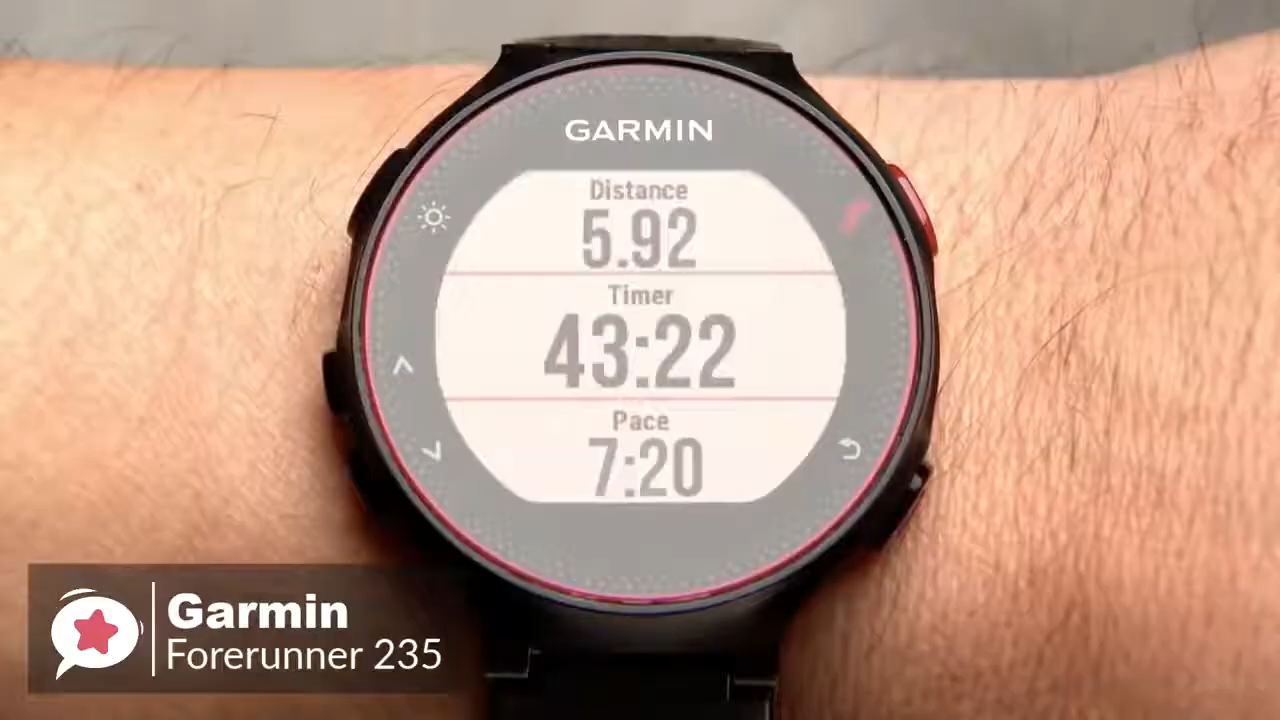 GARMIN
Distance
5.92
Timer
43:22
Pace
7:20
Garmin
Forerunner 235